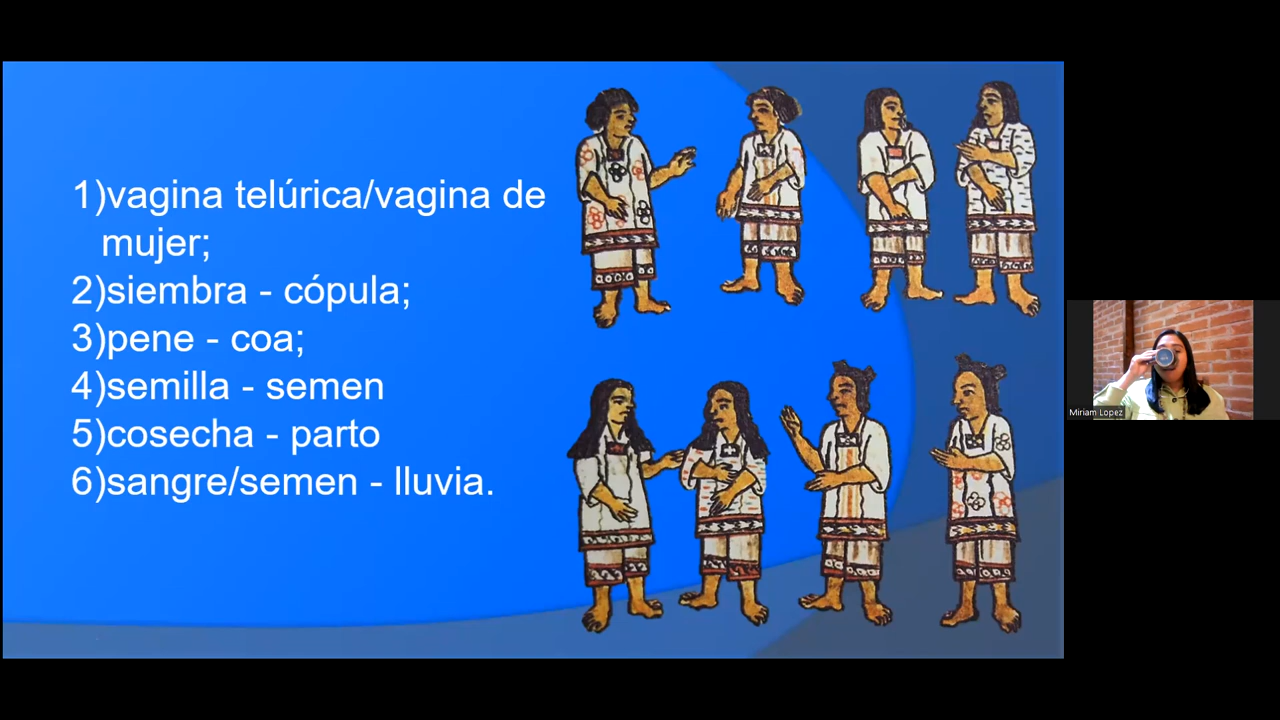 1)vagina telúrica/vagina de
mujer;
2)siembra - cópula;
3)pene - coa;
4)semilla - semen
5)cosecha - parto
6)sangre/semen - lluvia.
Miriam Lopez